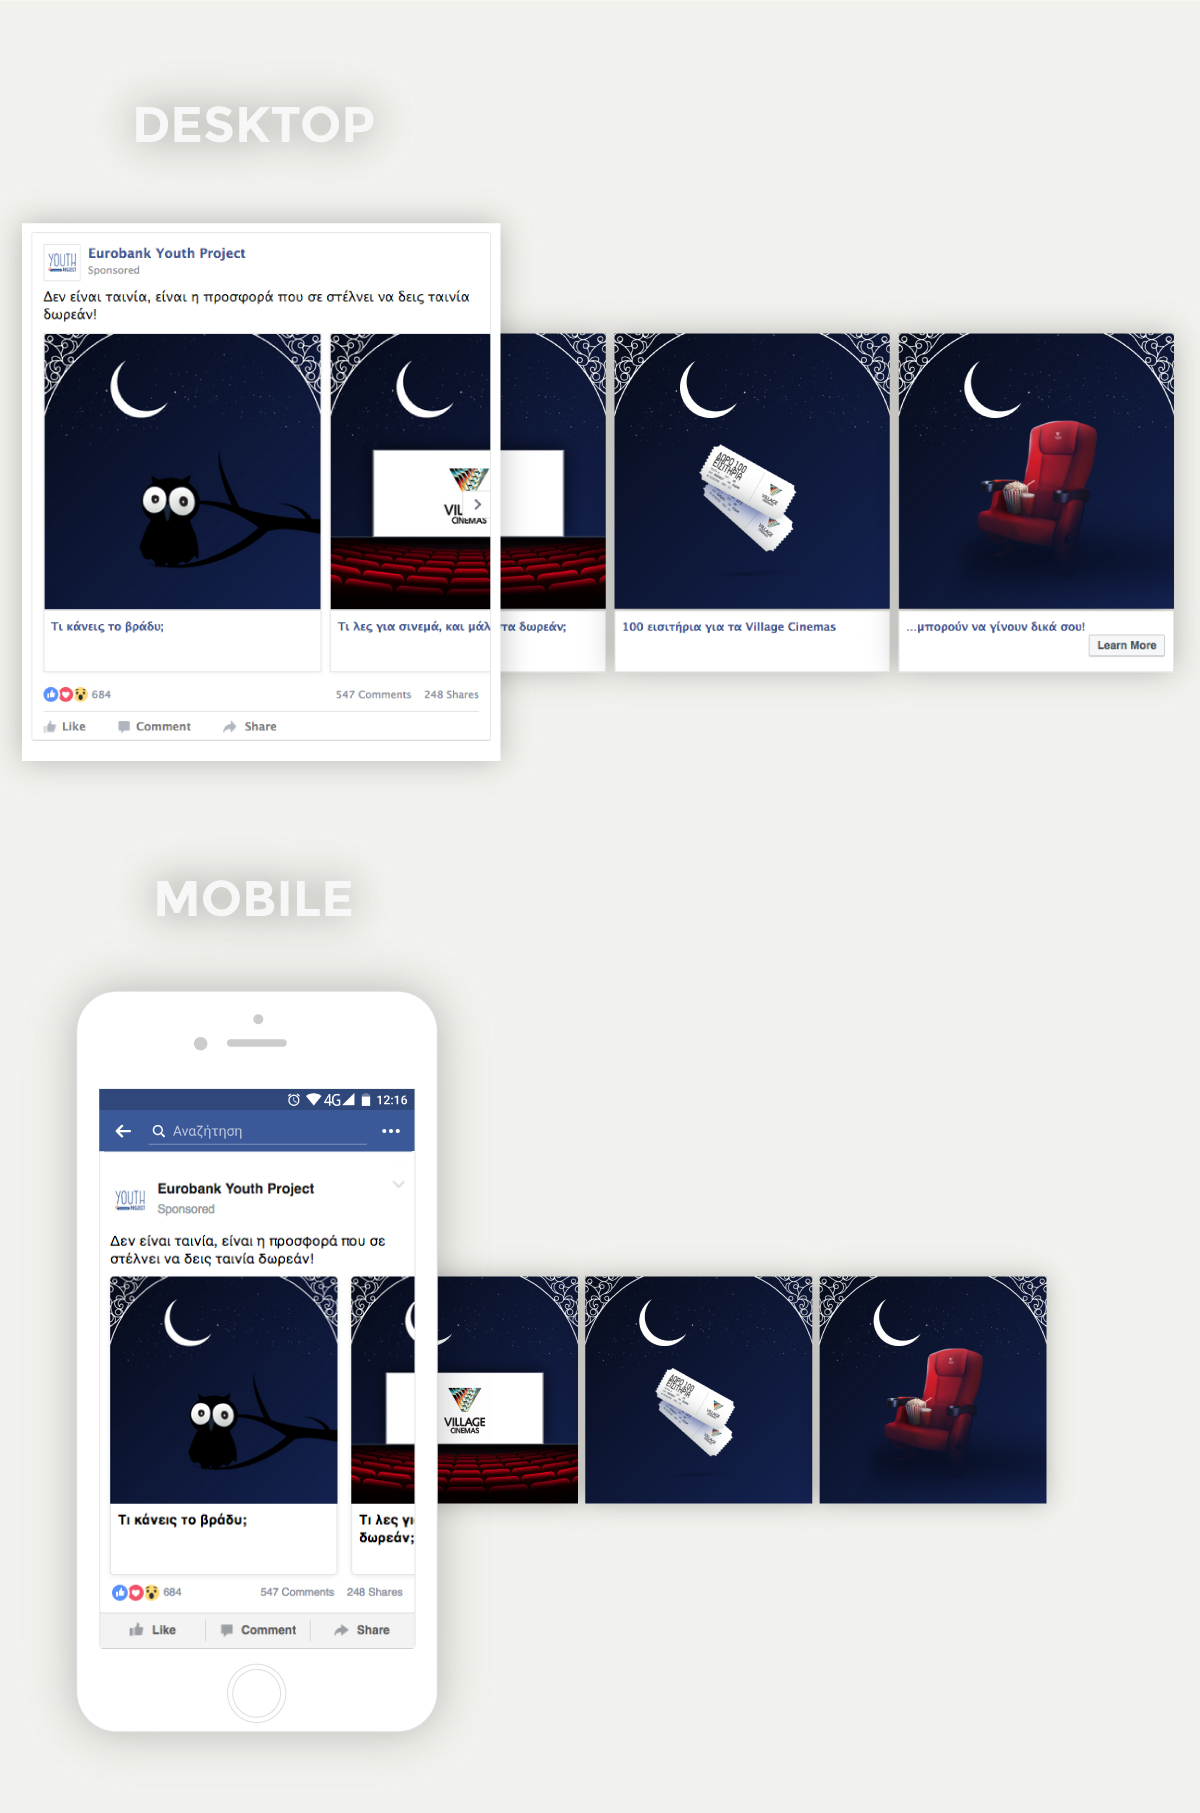 DESKTOP
YOUTH
PROJECT
Eurobank Youth Project
Sponsored
Δεν είναι ταινία, είναι η προσφορά που σε στέλνει να δεις ταινία
δωρεάν!
VIL
CINEMAS
ΔΩΡΟ 100
ΕΙΣΙΤΗΡΙΑ
VILLAGE
Τι κάνεις το βράδυ;
Τι λες για σινεμά, και μάλ τα δωρεάν;
100 εισιτήρια για τα Village Cinemas
...μπορούν να γίνουν δικά σου!
Learn More
684
547 Comments 248 Shares
Like Comment Share
MOBILE
4G 12:16
Αναζήτηση
YOUTH
PROJECT
Eurobank Youth Project
Sponsored
Δεν είναι ταινία, είναι η προσφορά που σε
στέλνει να δεις ταινία δωρεάν!
VILLAGE
CINEMAS
ΔΩΡΟ 100
ΕΙΣΙΤΗΡΙΑ
Τι κάνεις το βράδυ;
Τι λες γι
δωρεάν;
684
547 Comments 248 Shares
Like Comment Share